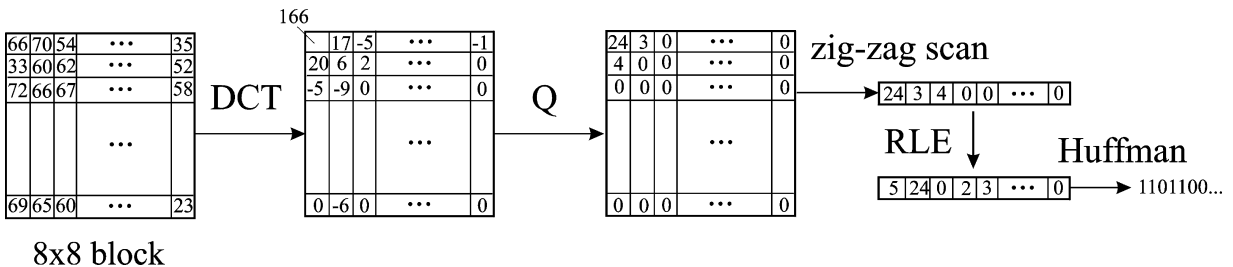 166
66 70 54 ••• 35
33 60 62 ••• 52
72 66 67 ••• 58
•••
69 65 60 ••• 23
8x8 block
DCT
17 -5 ••• -1
20 6 2 ••• 0
-5 -9 0 ••• 0
•••
0 -6 0 ••• 0
Q
24 3 0 ••• 0
4 0 0 ••• 0
0 0 0 ••• 0
•••
0 0 0 ••• 0
zig-zag scan
24 3 4 0 0 ••• 0
RLE
5 24 0 2 3 ••• 0
Huffman
1101100...